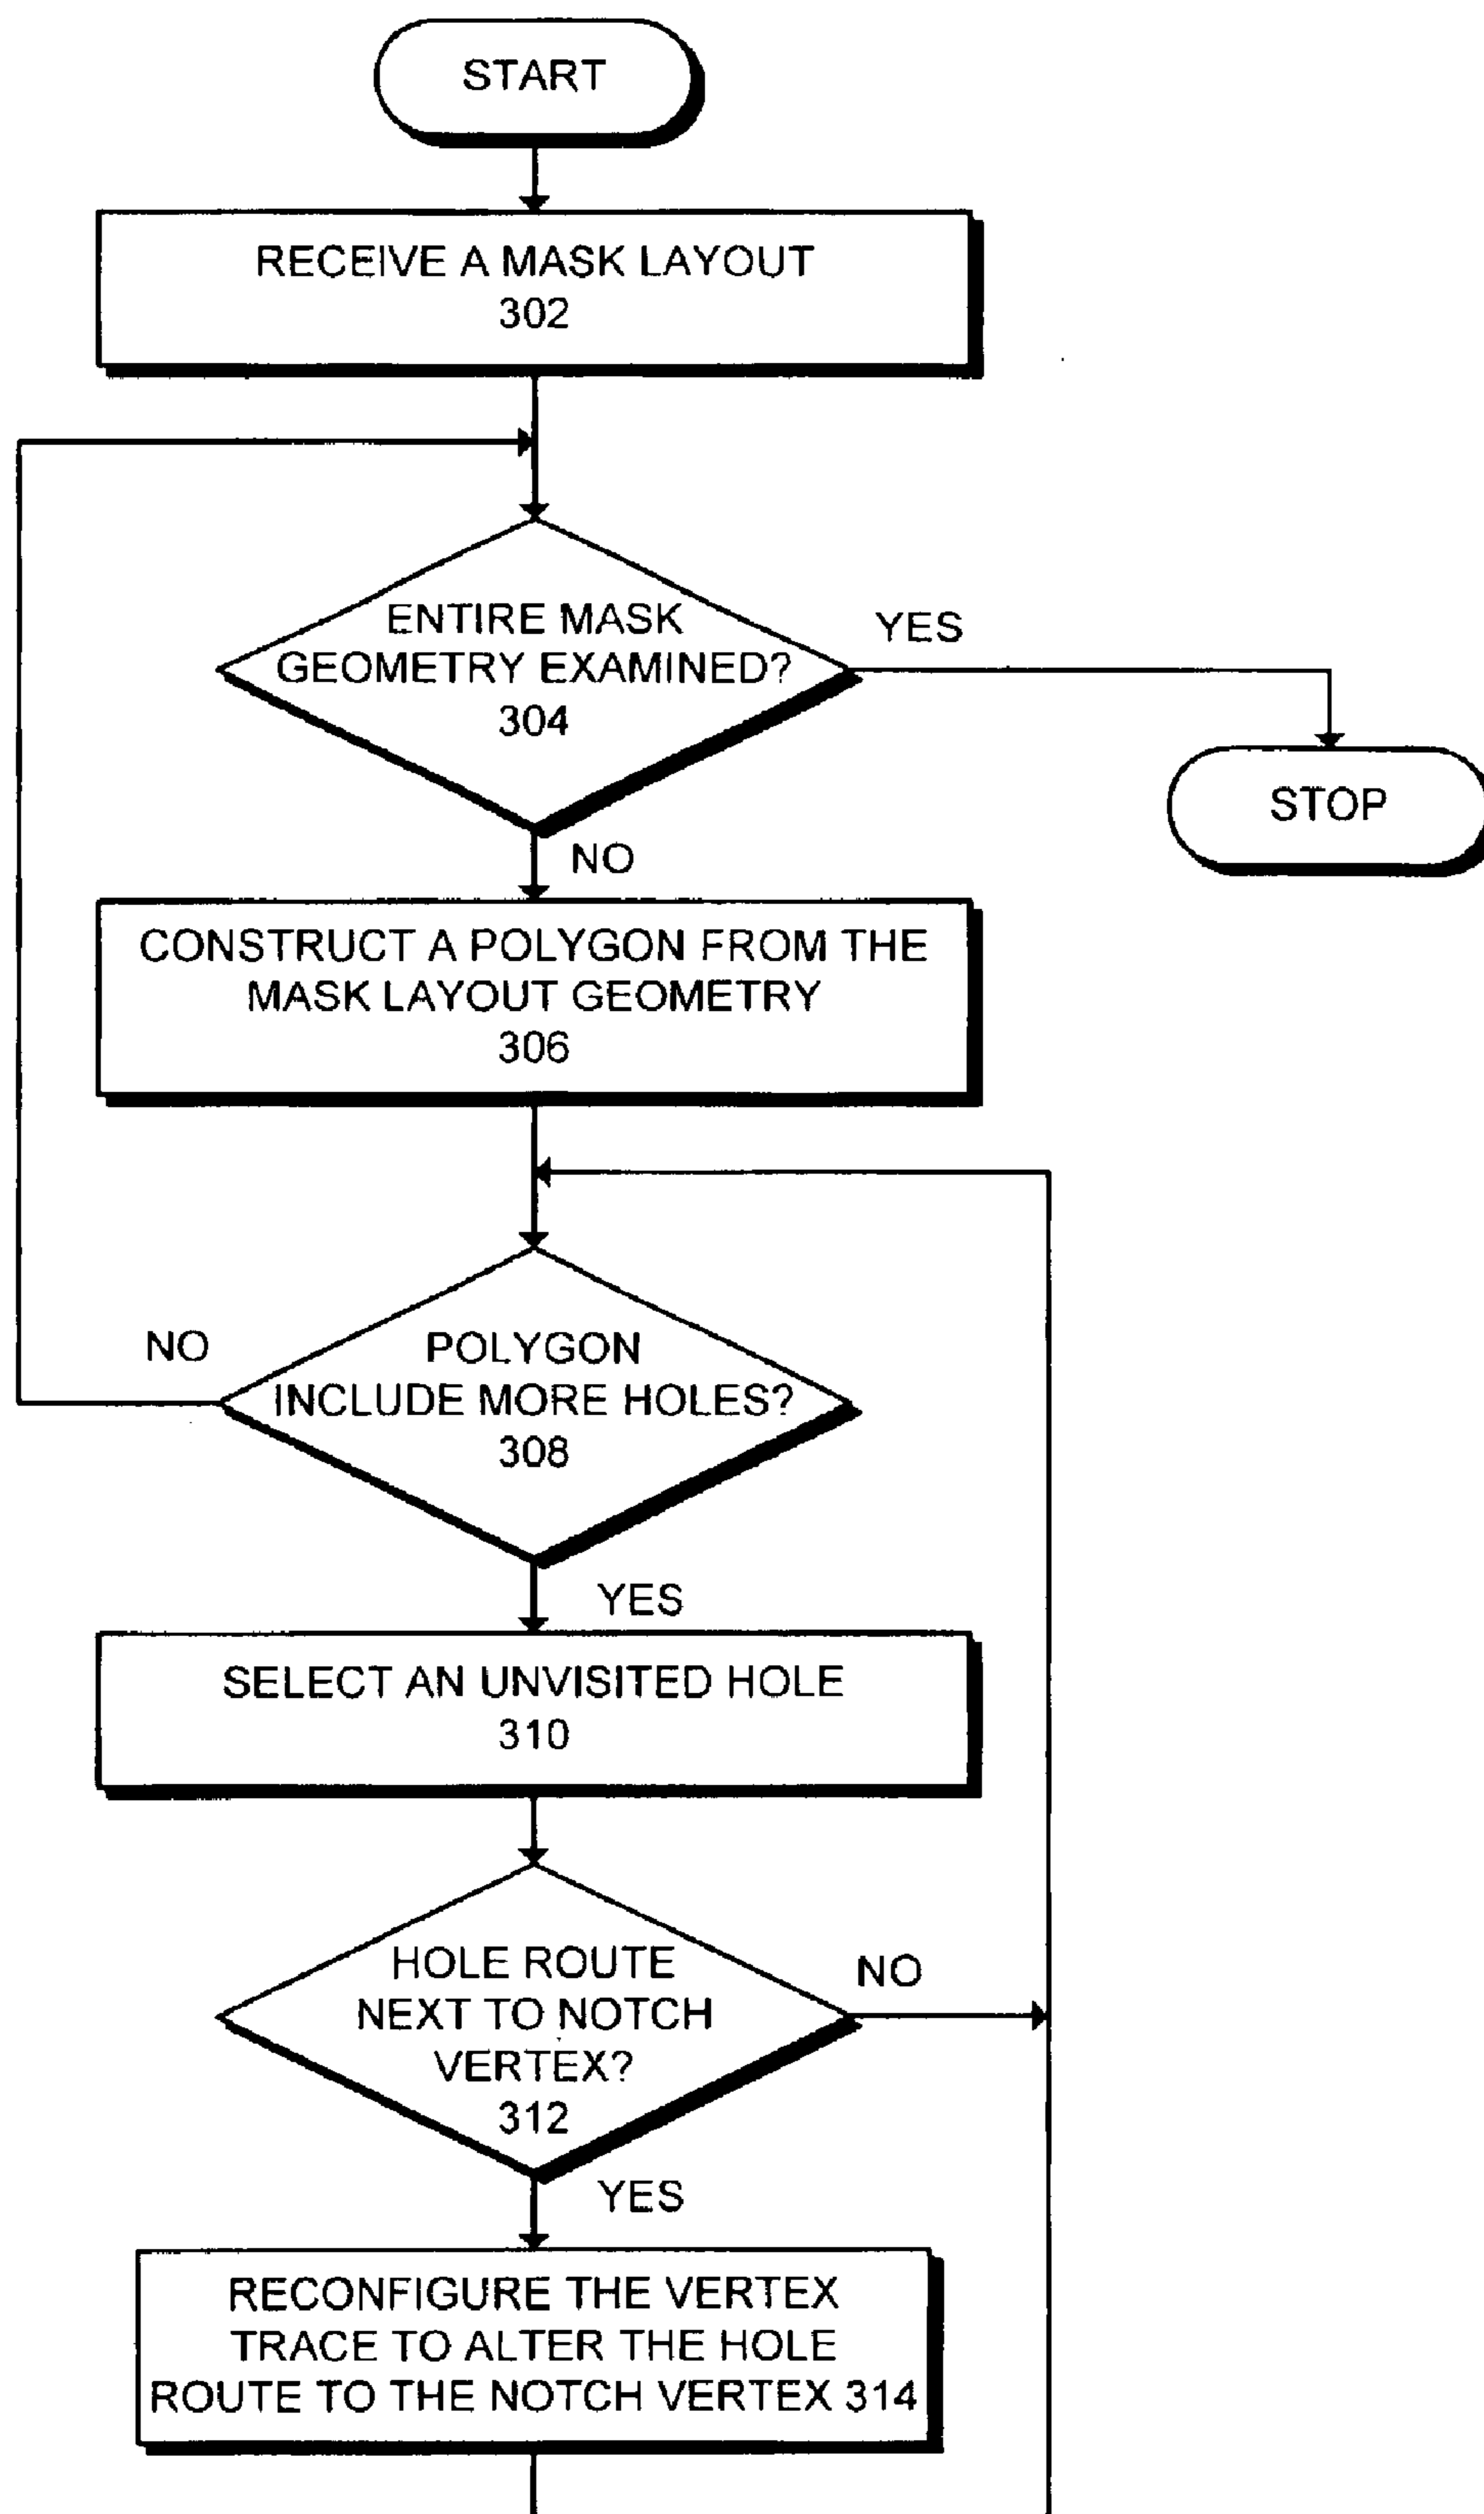 START
RECEIVE A MASK LAYOUT
302
ENTIRE MASK
GEOMETRY EXAMINED?
304
YES
STOP
NO
CONSTRUCT A POLYGON FROM THE
MASK LAYOUT GEOMETRY
306
NO
POLYGON
INCLUDE MORE HOLES?
308
YES
SELECT AN UNVISITED HOLE
310
HOLE ROUTE
NEXT TO NOTCH
VERTEX?
312
NO
YES
RECONFIGURE THE VERTEX
TRACE TO ALTER THE HOLE
ROUTE TO THE NOTCH VERTEX 314